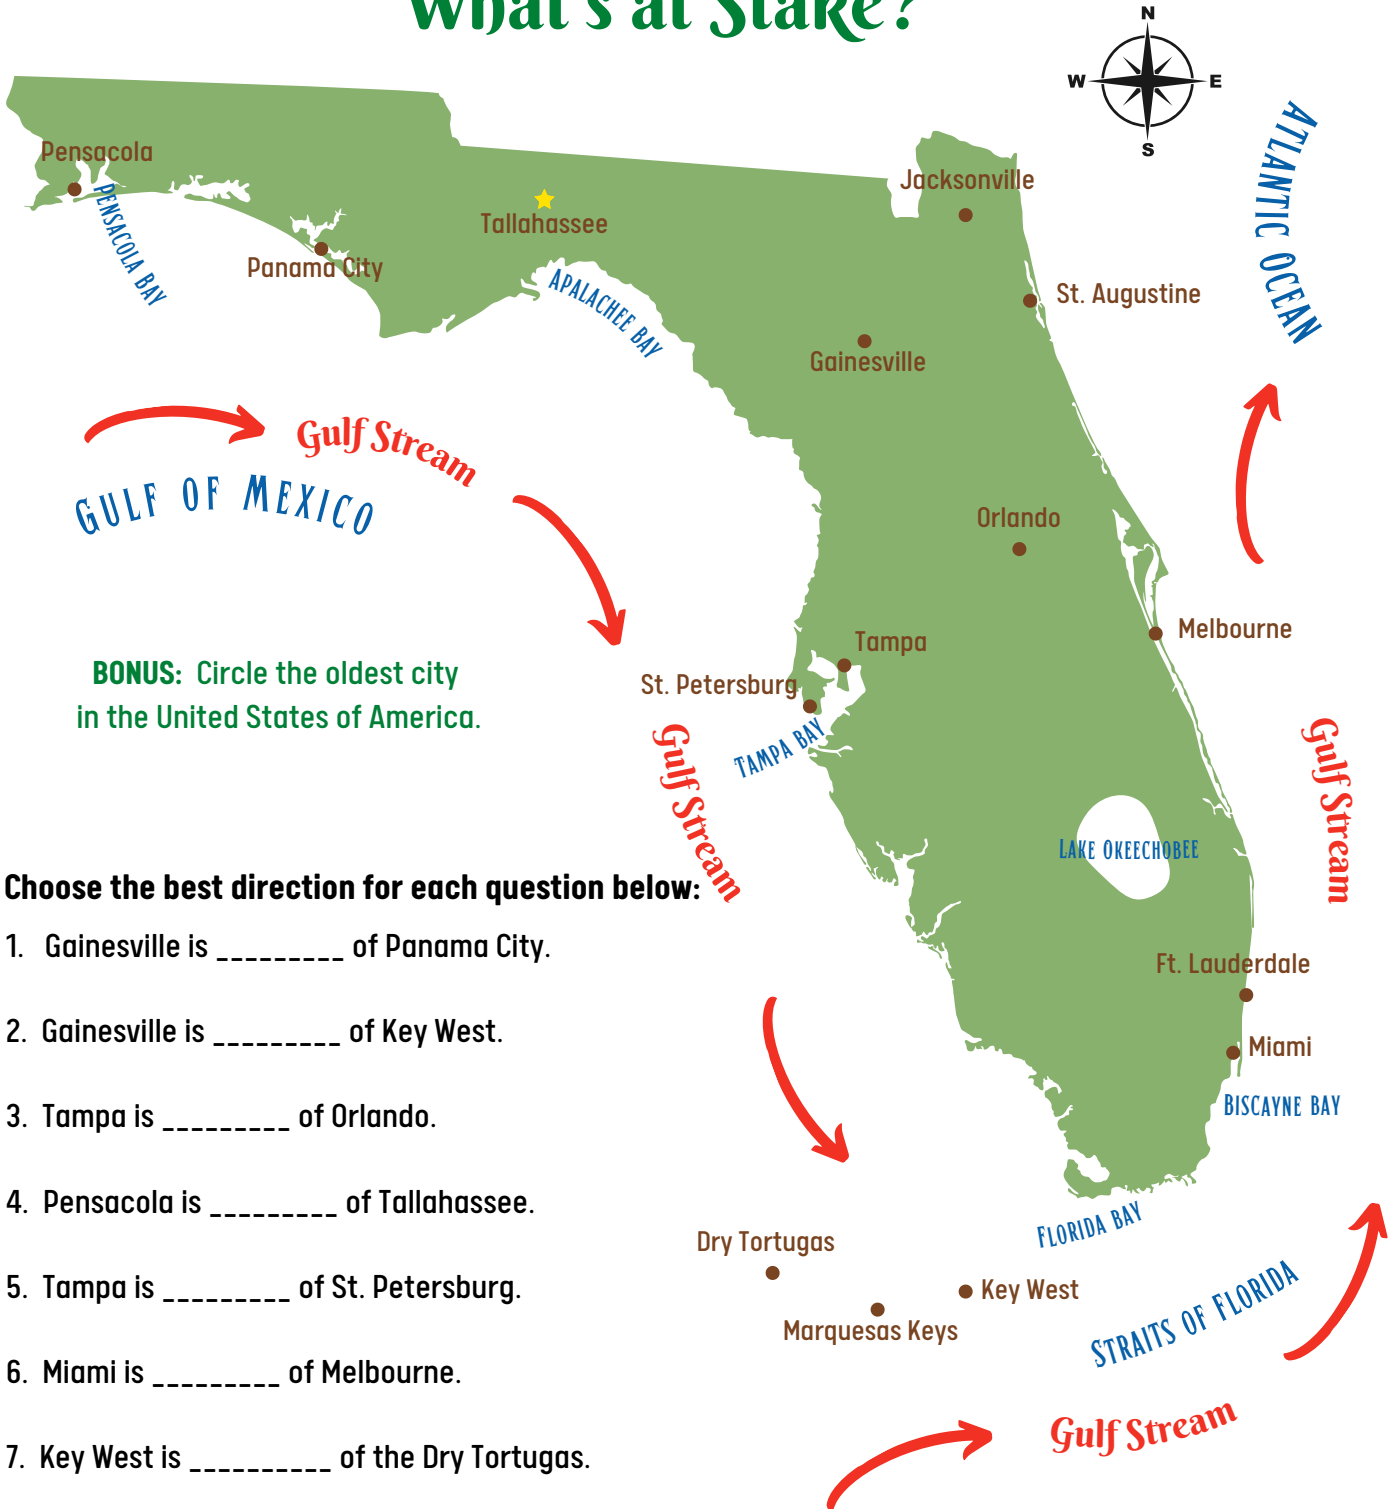 What's at Stake?
N
W E
S
ATLANTIC OCEAN
Pensacola
PENSACOLA BAY
Tallahassee
Panama City
APALACHEE BAY
Jacksonville
St. Augustine
Gainesville
Gulf Stream
GULF OF MEXICO
Orlando
Melbourne
Tampa
St. Petersburg
TAMPA BAY
BONUS: Circle the oldest city
in the United States of America.
Gulf Stream
Gulf Stream
LAKE OKEECHOBEE
Ft. Lauderdale
Miami
BISCAYNE BAY
FLORIDA BAY
Dry Tortugas
Key West
Marquesas Keys
STRAITS OF FLORIDA
Gulf Stream
Choose the best direction for each question below:
1. Gainesville is _________ of Panama City.
2. Gainesville is _________ of Key West.
3. Tampa is _________ of Orlando.
4. Pensacola is _________ of Tallahassee.
5. Tampa is _________ of St. Petersburg.
6. Miami is _________ of Melbourne.
7. Key West is __________ of the Dry Tortugas.